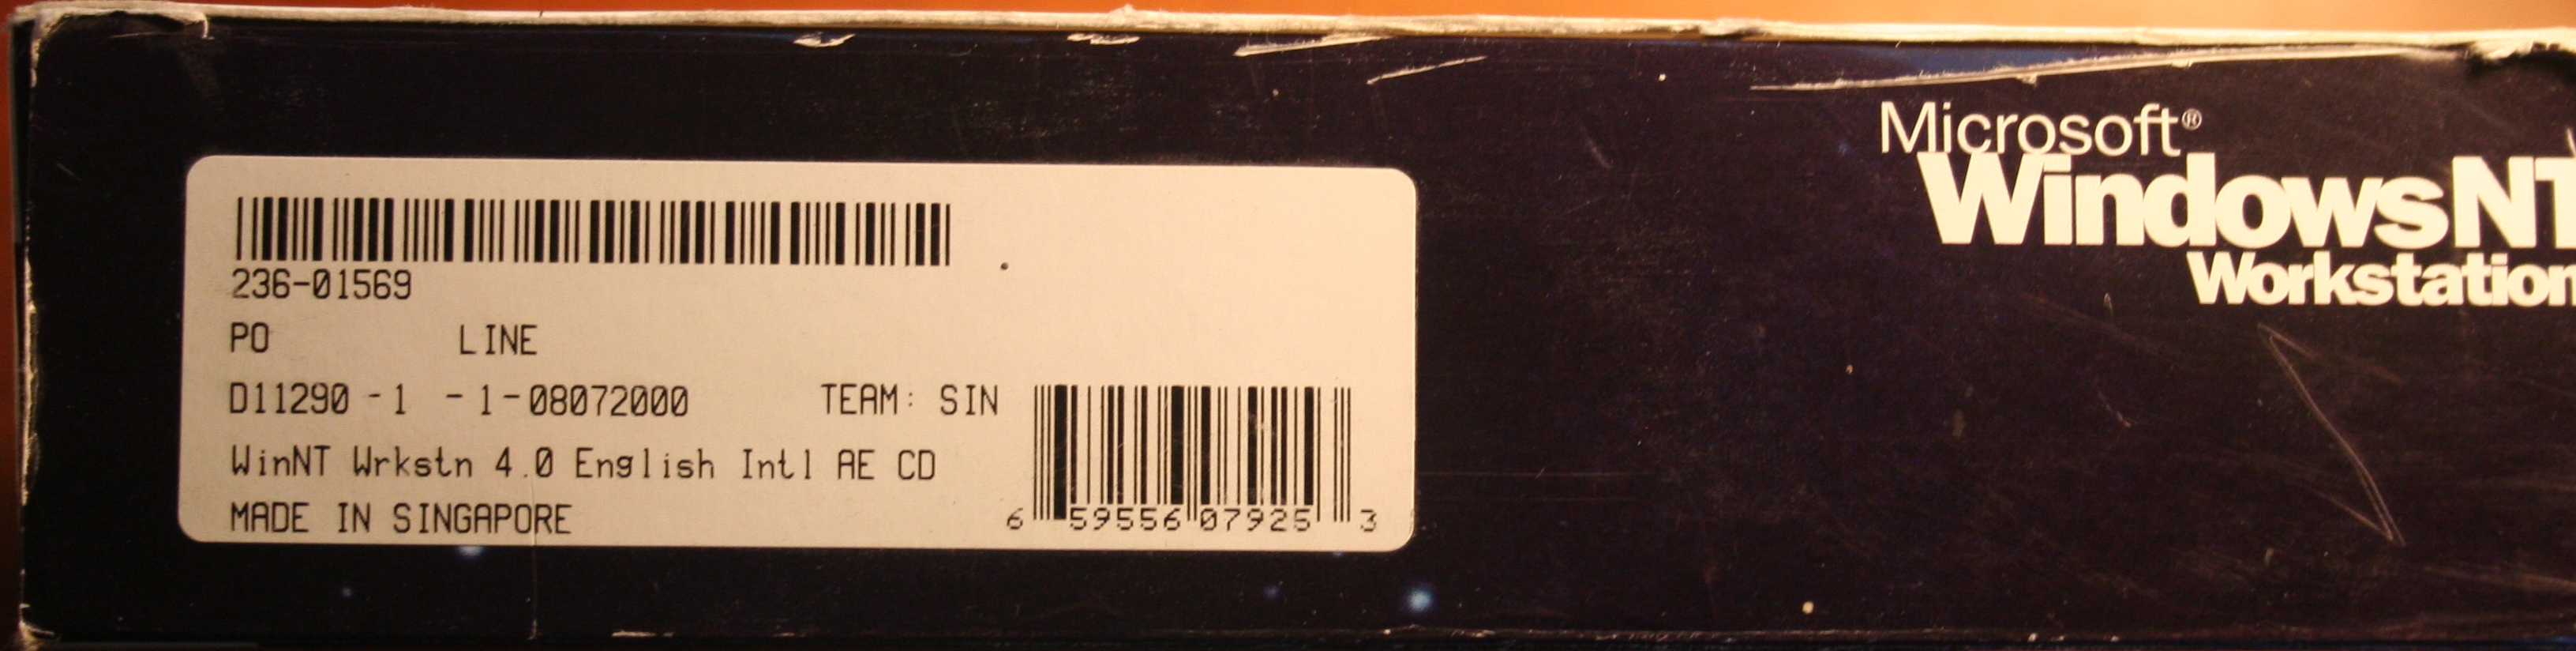 236-01569
PO LINE
D11290 -1 -1-08072000 TEAM: SIN
WinNT Wrkstn 4.0 English Intl AE CD
MADE IN SINGAPORE
6 59556 07925 3
Microsoft®
WindowsNT
Workstation